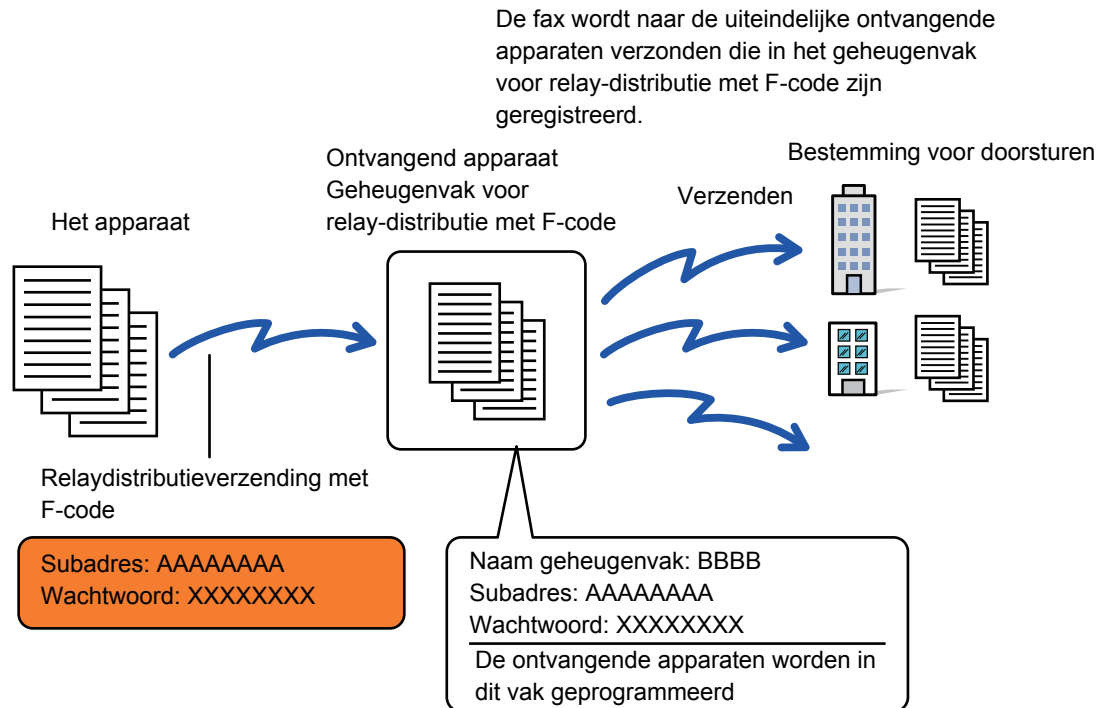 De fax wordt naar de uiteindelijke ontvangende
apparaten verzonden die in het geheugenvak
voor relay-distributie met F-code zijn
geregistreerd.
Het apparaat
Ontvangend apparaat
Geheugenvak voor
relay-distributie met F-code
Verzenden
Bestemming voor doorsturen
Relaydistributieverzending met
F-code
Subadres: AAAAAAAA
Wachtwoord: XXXXXXXX
Naam geheugenvak: BBBB
Subadres: AAAAAAAA
Wachtwoord: XXXXXXXX
De ontvangende apparaten worden in
dit vak geprogrammeerd